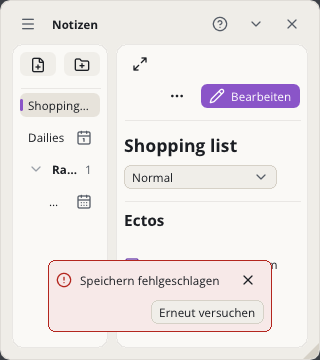 Notizen
Bearbeiten
Shopping...
Dailies
Ra... 1
...
Shopping list
Normal
Ectos
Speichern fehlgeschlagen
Erneut versuchen